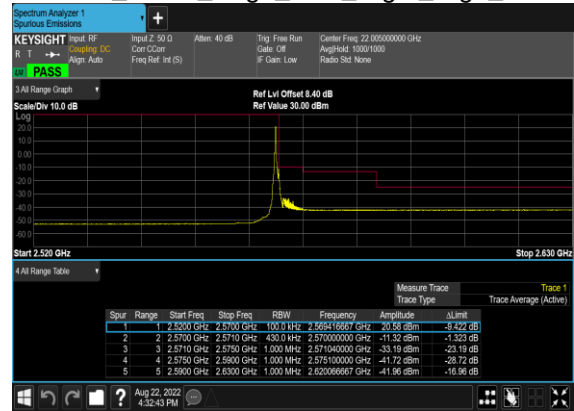 Spectrum Analyzer 1
Spurious Emissions
+
KEYSIGHT Input: RF Input Z: 50 Ω Atten: 40 dB Trig: Free Run Center Freq: 22.005000000 GHz
R T Coupling: DC Corr CCorr Gate: Off Avg|Hold: 1000/1000
Align: Auto Freq Ref: Int (S) IF Gain: Low Radio Std: None
PASS
3 All Range Graph
Ref Lvl Offset 8.40 dB
Scale/Div 10.0 dB Ref Value 30.00 dBm
Log
20.0
10.0
0.00
-10.0
-20.0
-30.0
-40.0
-50.0
-60.0
Start 2.520 GHz Stop 2.630 GHz
4 All Range Table
Measure Trace Trace 1
Trace Type Trace Average (Active)
Spur Range Start Freq Stop Freq RBW Frequency Amplitude ΔLimit
1 1 2.5200 GHz 2.5700 GHz 100.0 kHz 2.569416667 GHz 20.58 dBm -9.422 dB
2 2 2.5700 GHz 2.5710 GHz 430.0 kHz 2.570000000 GHz -11.32 dBm -1.323 dB
3 3 2.5710 GHz 2.5750 GHz 1.000 MHz 2.571040000 GHz -33.19 dBm -23.19 dB
4 4 2.5750 GHz 2.5900 GHz 1.000 MHz 2.575100000 GHz -41.72 dBm -28.72 dB
5 5 2.5900 GHz 2.6300 GHz 1.000 MHz 2.620066667 GHz -41.96 dBm -16.96 dB
? Aug 22, 2022
4:32:43 PM